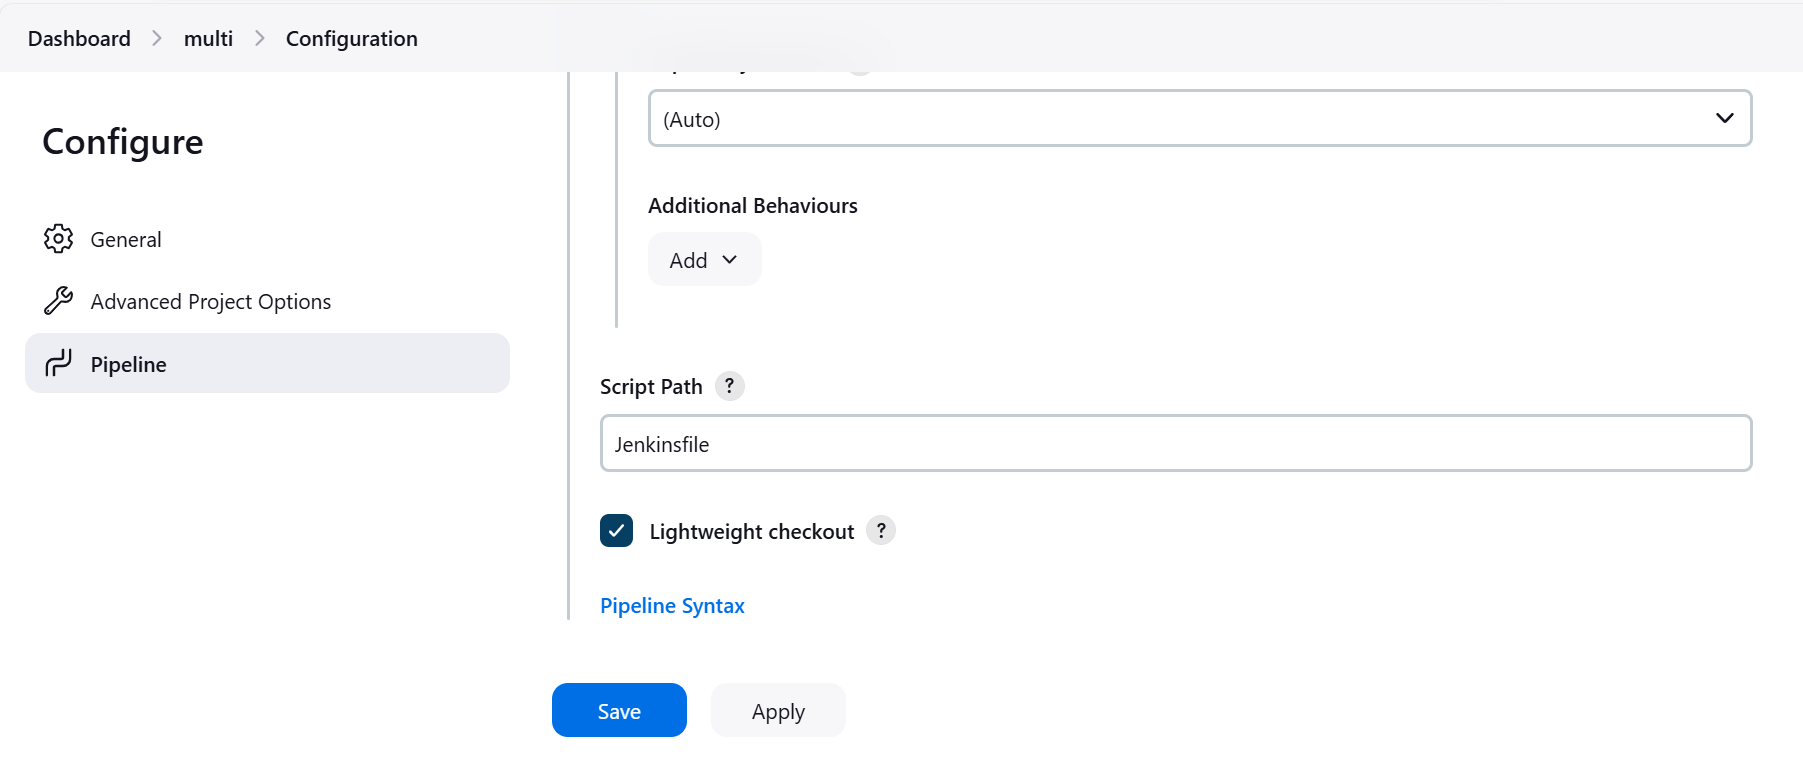 Dashboard > multi > Configuration
Configure
General
Advanced Project Options
Pipeline
(Auto)
Additional Behaviours
Add
Script Path ?
Jenkinsfile
Lightweight checkout ?
Pipeline Syntax
Save Apply